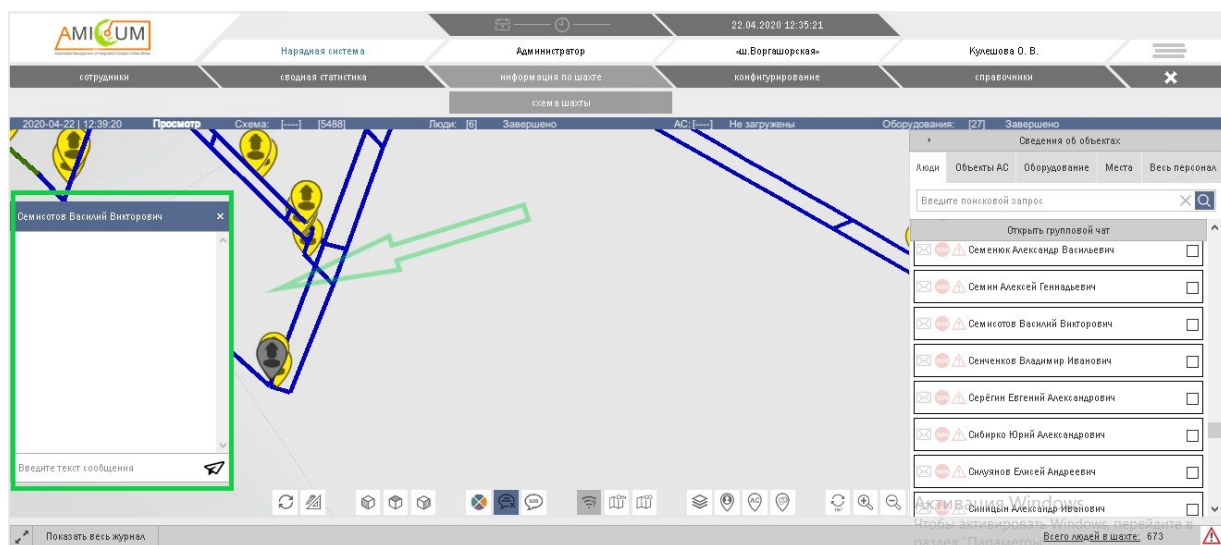 AMICUM
22.04.2020 12:35:21
Нарядная система
Администратор
«ш.Воргашорская»
Кулешова О. В.
сотрудники
сводная статистика
информация по шахте
конфигурирование
справочники
схема шахты
2020-04-22 | 12:39:20 Просмотр Схема: [----] [5488] Люди: [6] Завершено АС: [----] Не загружены Оборудования: [27] Завершено
Сведения об объектах
Люди Объекты АС Оборудование Места Весь персонал
Введите поисковой запрос
Открыть групповой чат
Семенюк Александр Васильевич
Семин Алексей Геннадьевич
Семисотов Василий Викторович
Сенченков Владимир Иванович
Серёгин Евгений Александрович
Сибирко Юрий Александрович
Силуянов Елисей Андреевич
Синицын Александр Иванович
Семисотов Василий Викторович ×
Введите текст сообщения
SOS
АС
Активация Windows
Чтобы активировать Windows, перейдите в
раздел "Параметры
Показать весь журнал
Всего людей в шахте: 673